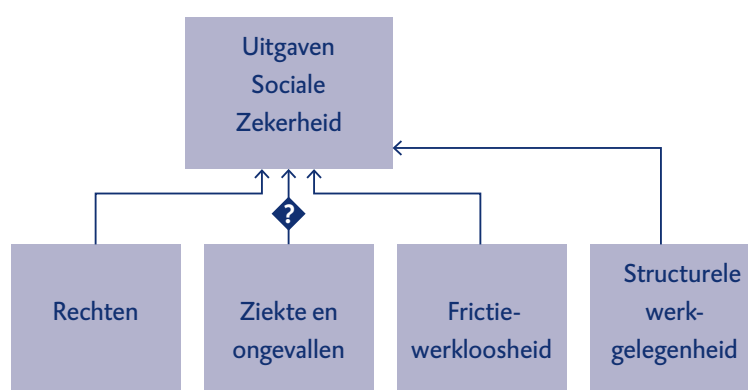 Uitgaven
Sociale
Zekerheid
?
Rechten
Ziekte en
ongevallen
Frictie-
werkloosheid
Structurele
werk-
gelegenheid